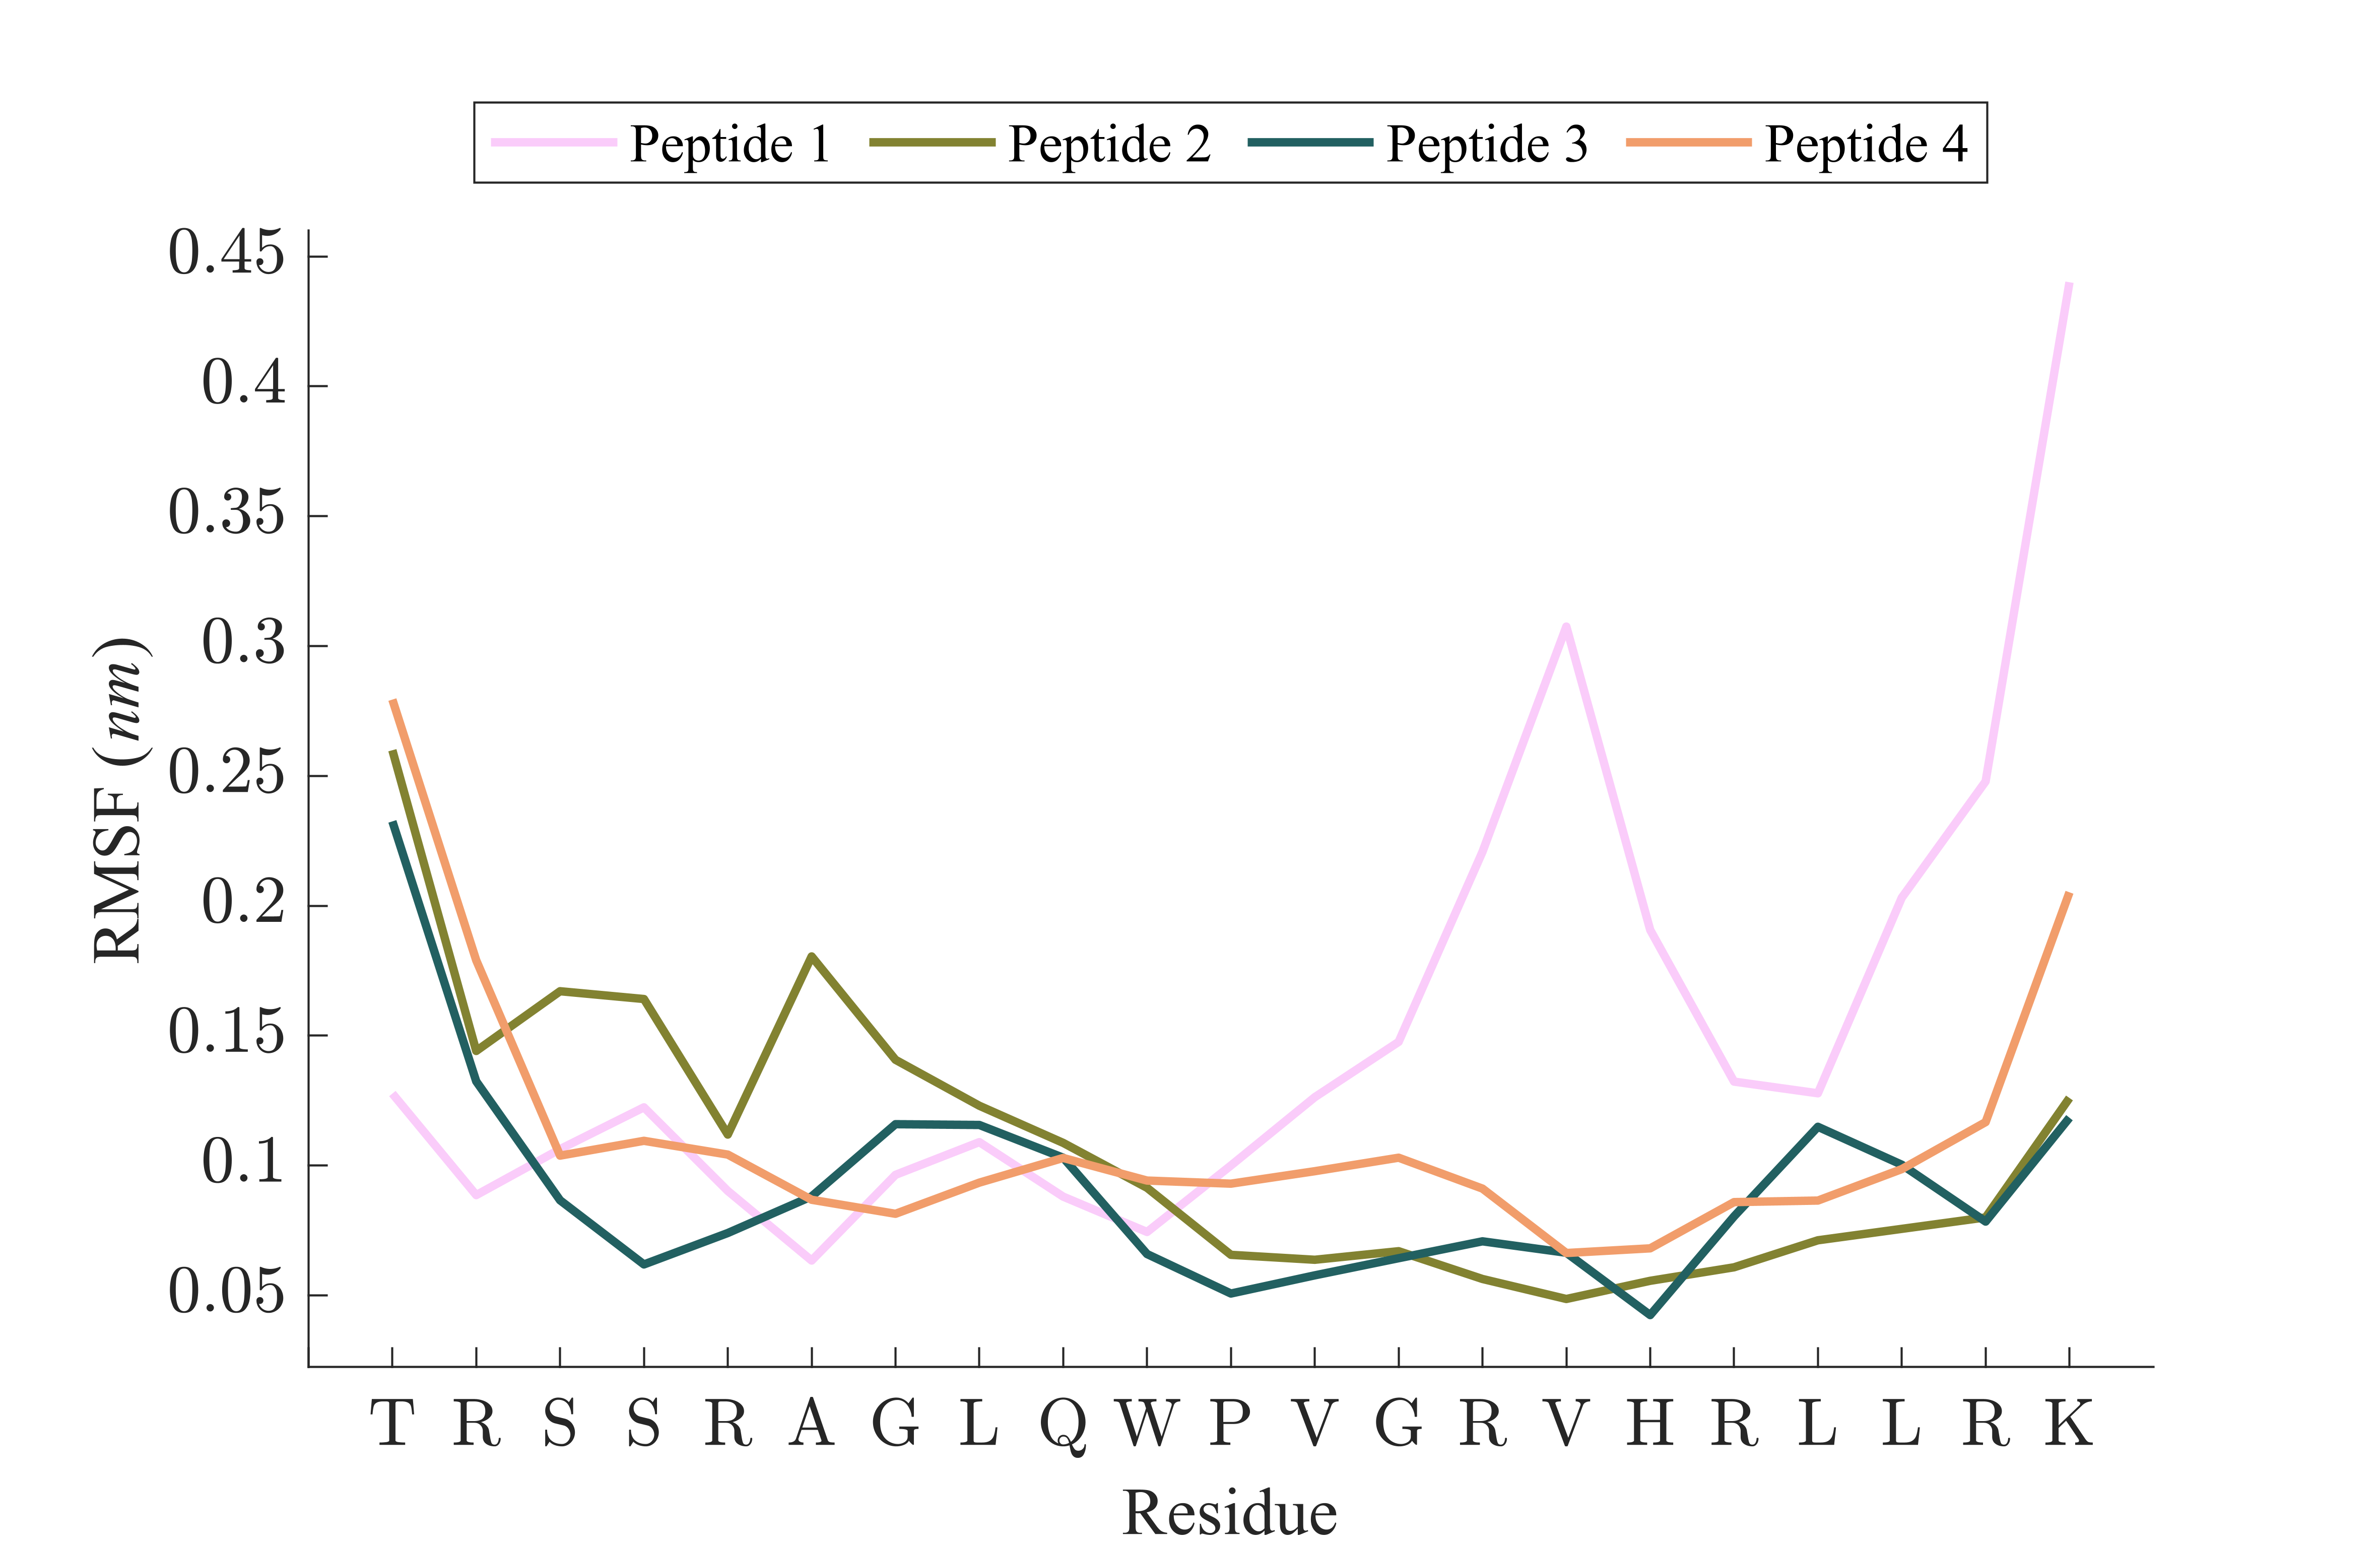 Peptide 1 Peptide 2 Peptide 3 Peptide 4
0.45
0.4
0.35
0.3
0.25
0.2
0.15
0.1
0.05
RMSF (nm)
T R S S R A G L Q W P V G R V H R L L R K
Residue